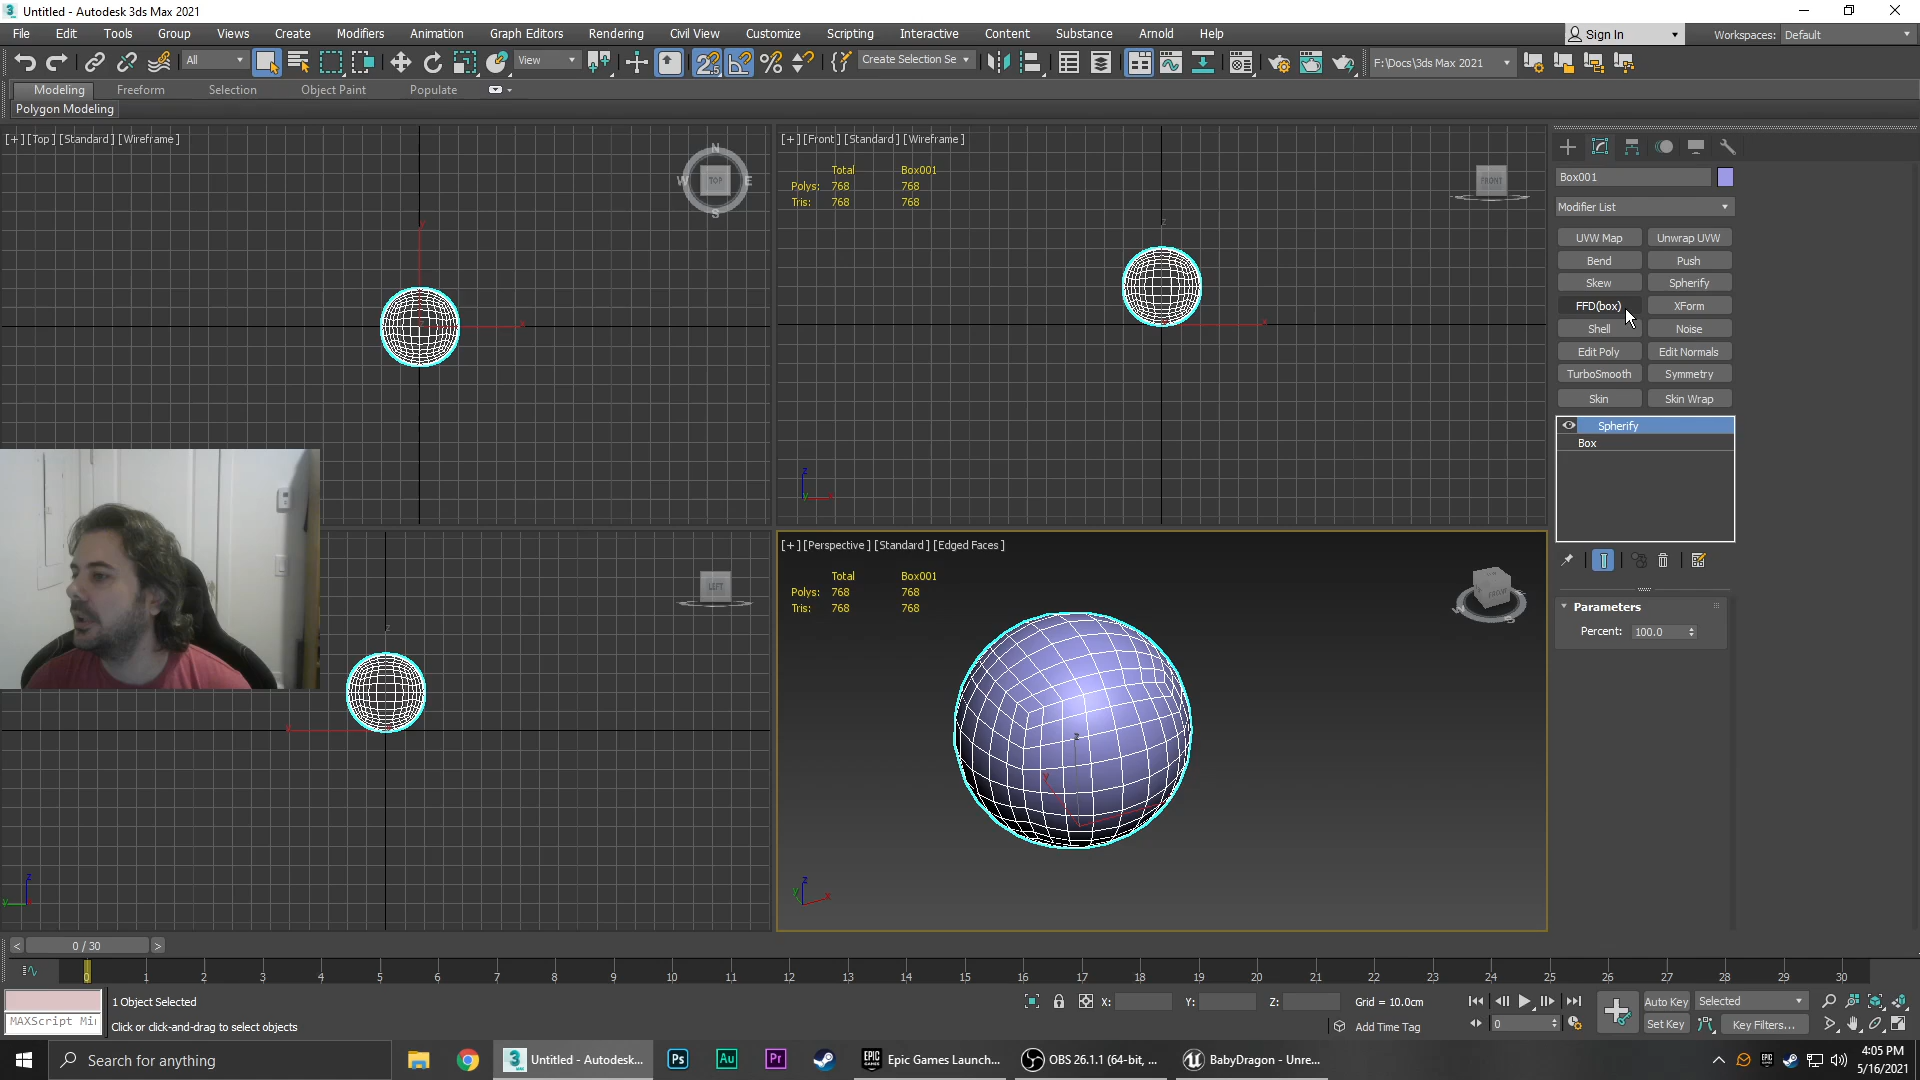 Untitled - Autodesk 3ds Max 2021
File Edit Tools Group Views Create Modifiers Animation Graph Editors Rendering Civil View Customize Scripting Interactive Content Substance Arnold Help Sign In Workspaces: Default
All View Create Selection Se F:\Docs\3ds Max 2021
Modeling Freeform Selection Object Paint Populate
Polygon Modeling
[+] [Top ] [Standard ] [Wireframe ]
N
W TOP E
S
[+] [Front ] [Standard ] [Wireframe ]
Total Box001
Polys: 768 768
Tris: 768 768
FRONT
Box001
Modifier List
UVW Map Unwrap UVW
Bend Push
Skew Spherify
FFD(box) XForm
Shell Noise
Edit Poly Edit Normals
TurboSmooth Symmetry
Skin Skin Wrap
Spherify
Box
Parameters
Percent: 100.0
LEFT
[+] [Perspective ] [Standard ] [Edged Faces ]
Total Box001
Polys: 768 768
Tris: 768 768
FRONT
0 / 30
0 1 2 3 4 5 6 7 8 9 10 11 12 13 14 15 16 17 18 19 20 21 22 23 24 25 26 27 28 29 30
1 Object Selected X: Y: Z: Grid = 10.0cm Auto Key Selected
MAXScript Mi Click or click-and-drag to select objects Add Time Tag 0 Set Key Key Filters...
Search for anything Untitled - Autodesk... Ps Au Pr Epic Games Launch... OBS 26.1.1 (64-bit, ... BabyDragon - Unre... 4:05 PM
5/16/2021